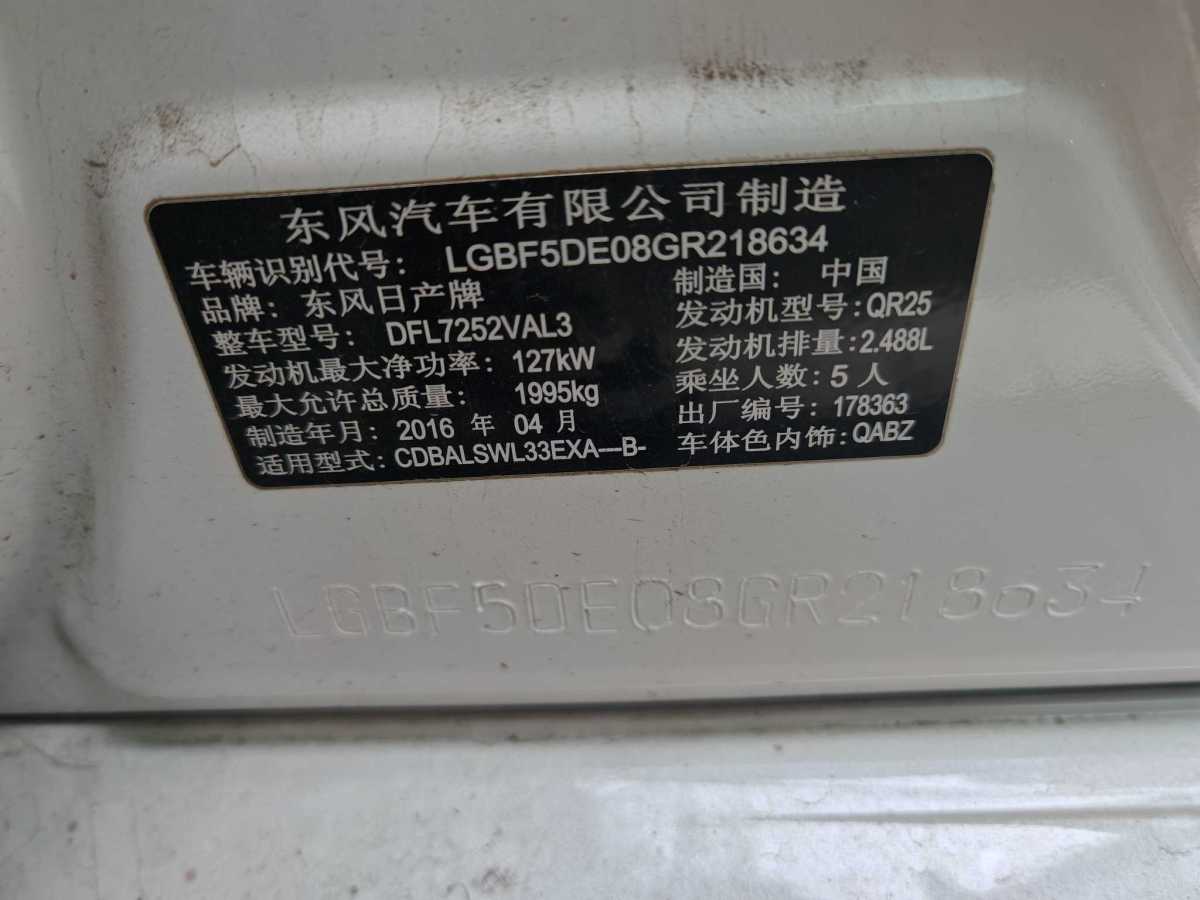 东风汽车有限公司制造
车辆识别代号: LGBF5DE08GR218634
品牌: 东风日产牌 制造国: 中国
整车型号: DFL7252VAL3 发动机型号: QR25
发动机最大净功率: 127kW 发动机排量: 2.488L
最大允许总质量: 1995kg 乘坐人数: 5 人
制造年月: 2016 年 04 月 出厂编号: 178363
适用型式: CDBALSWL33EXA---B- 车体色内饰: QABZ
LGBF5DE08GR218634